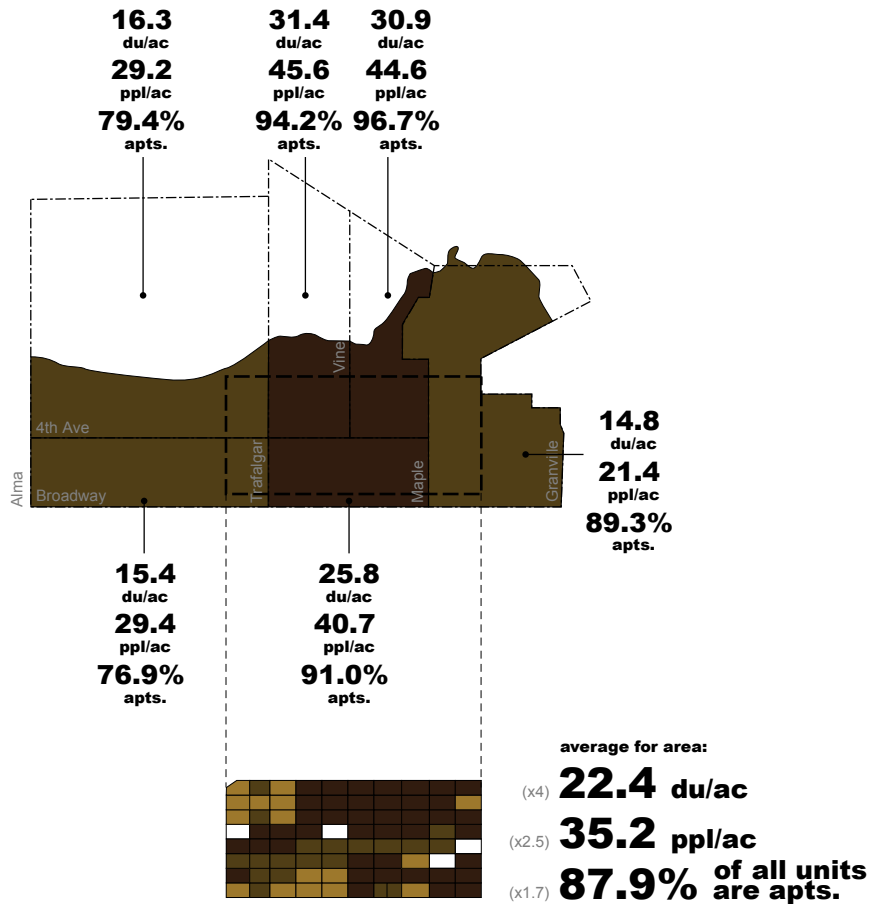 16.3
du/ac
29.2
ppl/ac
79.4%
apts.
31.4
du/ac
45.6
ppl/ac
94.2%
apts.
30.9
du/ac
44.6
ppl/ac
96.7%
apts.
Vine
4th Ave
Alma
Broadway
Trafalgar
Maple
Granville
14.8
du/ac
21.4
ppl/ac
89.3%
apts.
15.4
du/ac
29.4
ppl/ac
76.9%
apts.
25.8
du/ac
40.7
ppl/ac
91.0%
apts.
average for area:
(x4) 22.4 du/ac
(x2.5) 35.2 ppl/ac
(x1.7) 87.9% of all units
are apts.